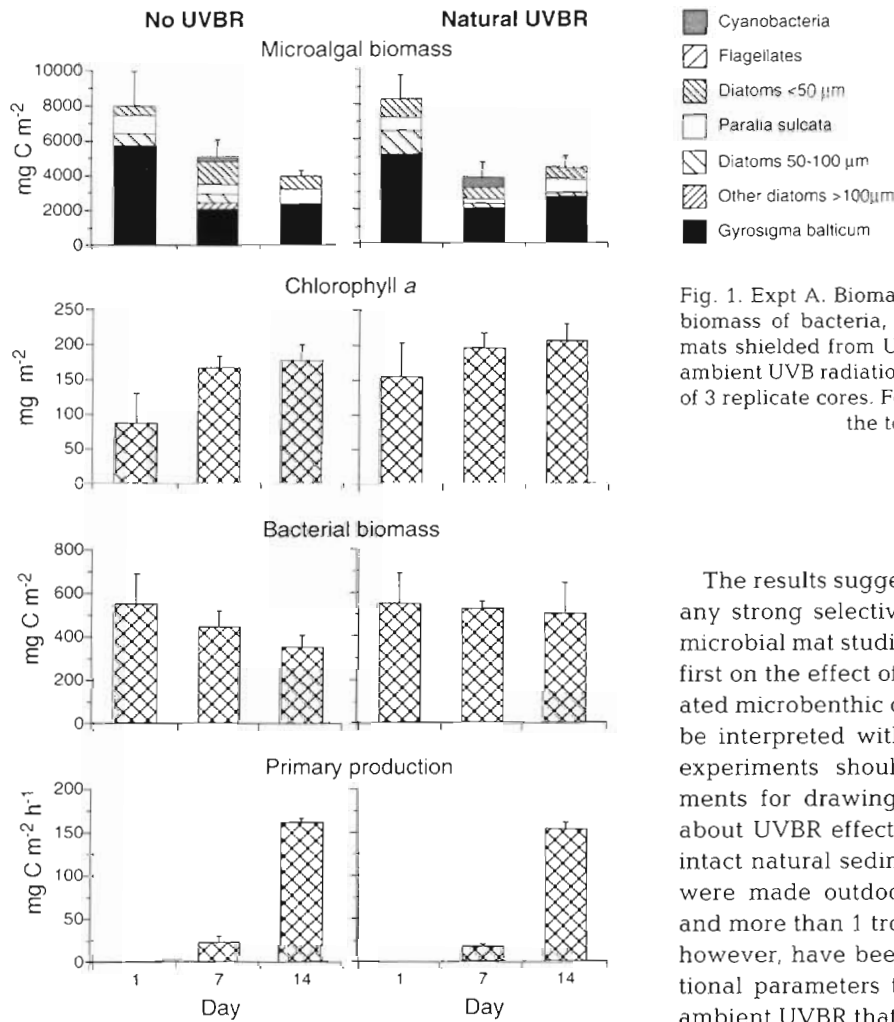 No UVBR
Natural UVBR
Microalgal biomass
mg C m-2
10000
8000
6000
4000
2000
0
Cyanobacteria
Flagellates
Diatoms <50 µm
Paralia sulcata
Diatoms 50-100 µm
Other diatoms >100µm
Gyrosigma balticum
Chlorophyll a
mg m-2
250
200
150
100
50
0
Fig. 1. Expt A. Bioma
biomass of bacteria,
mats shielded from U
ambient UVB radiation
of 3 replicate cores. F
the t
Bacterial biomass
mg C m-2
800
600
400
200
0
Primary production
mg C m-2 h-1
200
150
100
50
0
1 7 14
Day
1 7 14
Day
The results sugge
any strong selectiv
microbial mat studi
first on the effect of
ated microbenthic c
be interpreted with
experiments shoul
ments for drawing
about UVBR effect
intact natural sedir
were made outdoo
and more than 1 tro
however, have bee
tional parameters t
ambient UVBR that